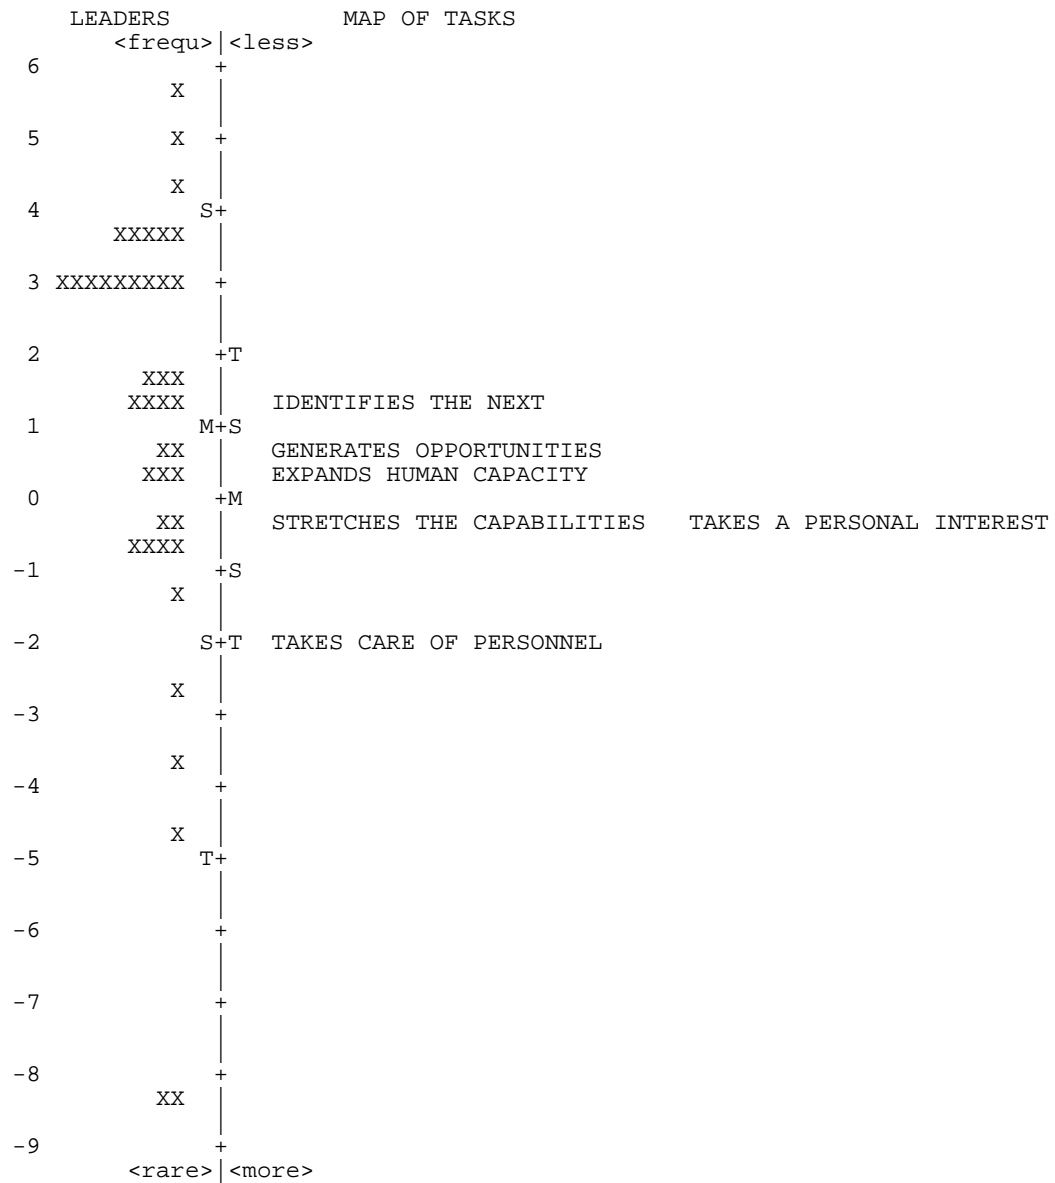 LEADERS            MAP OF TASKS
        <frequ>|<less>
  6            +
            X  |
               |
  5         X  +
               |
            X  |
  4           S+
        XXXXX  |
               |
  3 XXXXXXXXX  +
               |
               |
  2            +T
          XXX  |
         XXXX  |   IDENTIFIES THE NEXT
  1           M+S
           XX  |   GENERATES OPPORTUNITIES
          XXX  |   EXPANDS HUMAN CAPACITY
  0            +M
           XX  |   STRETCHES THE CAPABILITIES   TAKES A PERSONAL INTEREST
         XXXX  |
 -1            +S
            X  |
               |
 -2           S+T  TAKES CARE OF PERSONNEL
               |
            X  |
 -3            +
               |
            X  |
 -4            +
               |
            X  |
 -5           T+
               |
               |
 -6            +
               |
               |
 -7            +
               |
               |
 -8            +
           XX  |
               |
 -9            +
         <rare>|<more>